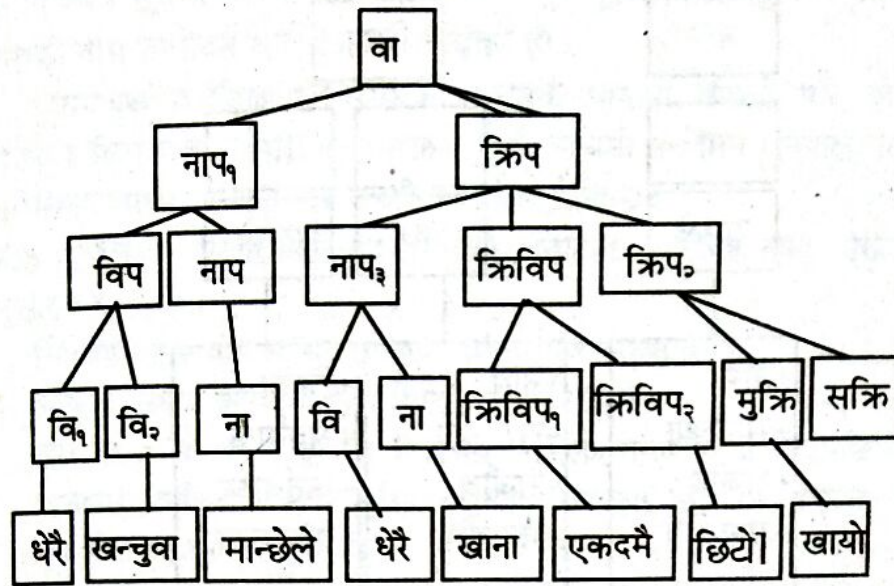 वा
नाप१ क्रिप
विप नाप नाप३ क्रिविप क्रिप२
वि१ वि२ ना वि ना क्रिविप१ क्रिविप२ मुक्रि सक्रि
धेरै खन्चुवा मान्छेले धेरै खाना एकदमै छिटो खायो